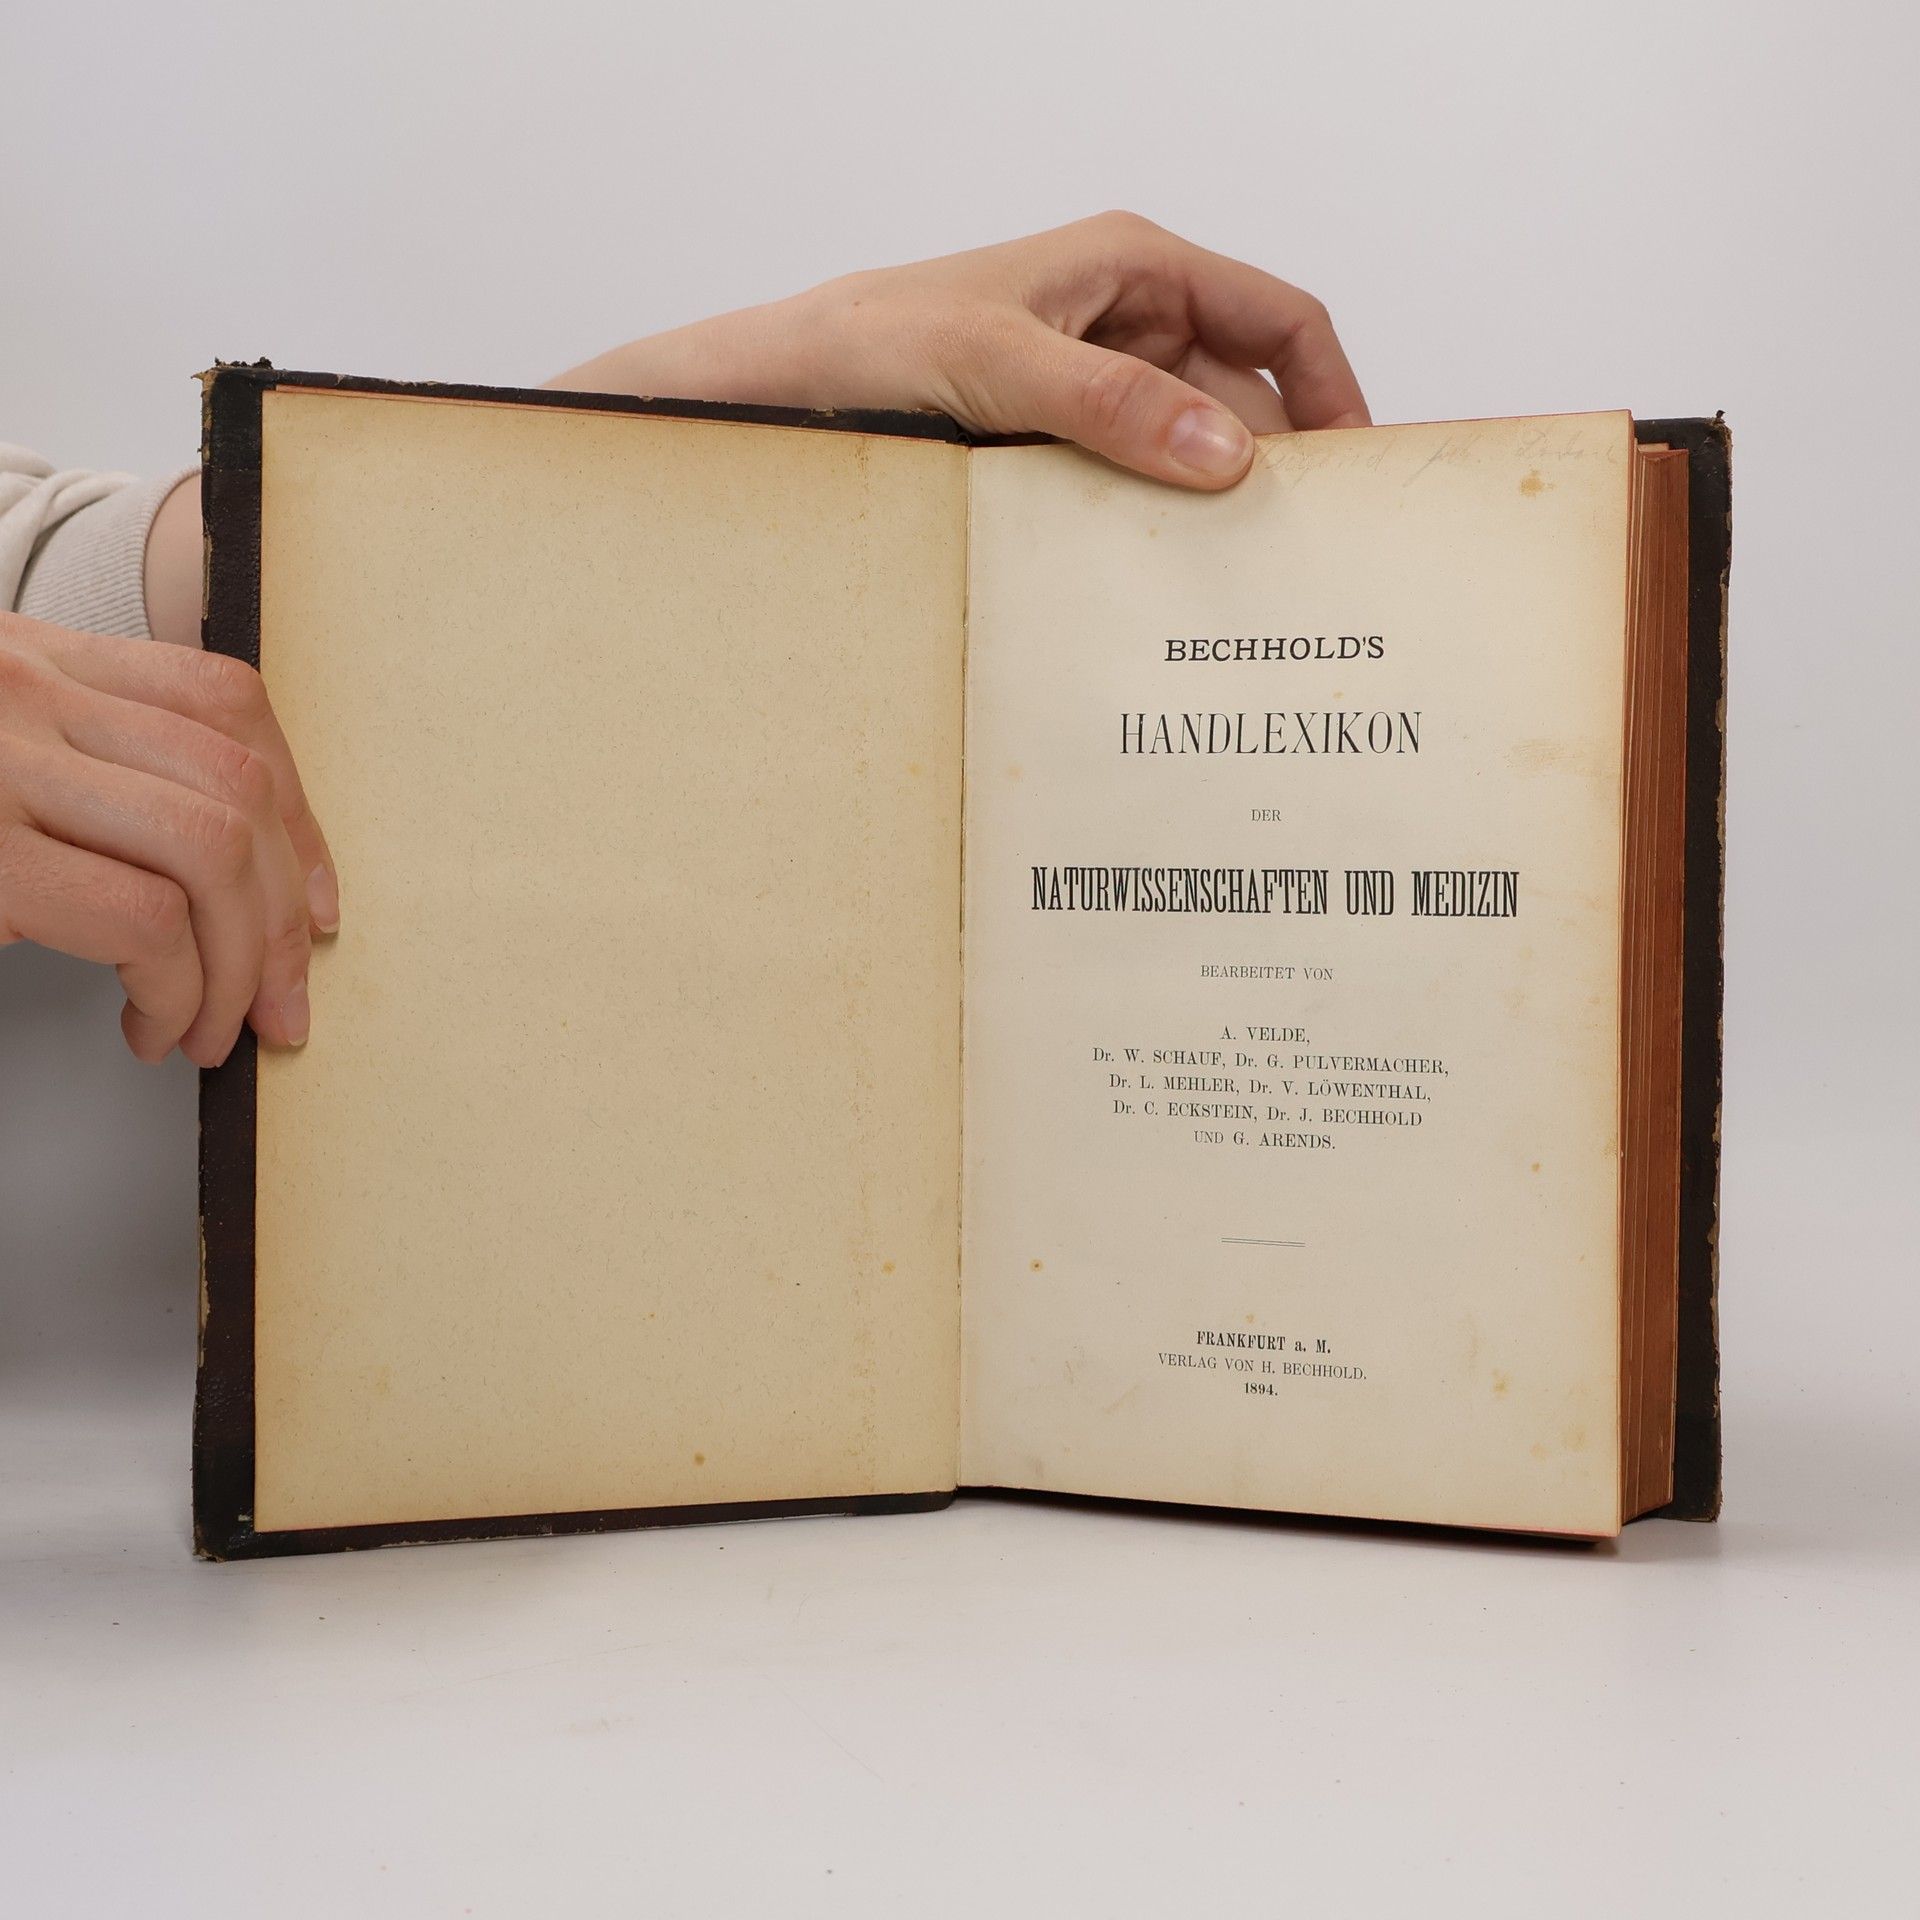 BECHHOLD'S
HANDLEXIKON
DER
NATURWISSENSCHAFTEN UND MEDIZIN
BEARBEITET VON
A. VELDE,
Dr. W. SCHAUF, Dr. G. PULVERMACHER,
Dr. L. MEHLER, Dr. V. LÖWENTHAL,
Dr. C. ECKSTEIN, Dr. J. BECHHOLD
UND G. ARENDS.
FRANKFURT a. M.
VERLAG VON H. BECHHOLD.
1894.